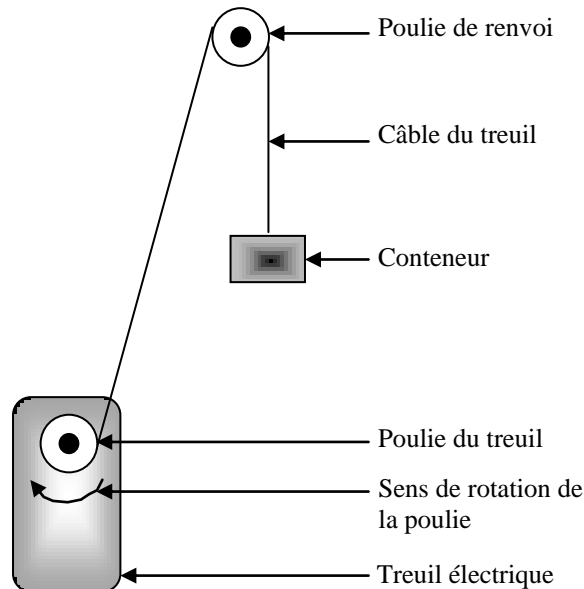 Poulie de renvoi
Câble du treuil
Conteneur
Poulie du treuil
Sens de rotation de
la poulie
Treuil électrique